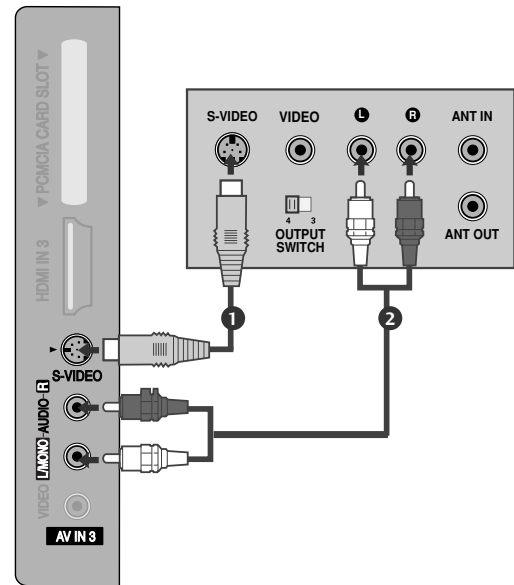 ▼ PCMCIA CARD SLOT ▼
HDMI IN 3
S-VIDEO
VIDEO L/MONO-AUDIO-R
AV IN 3
S-VIDEO VIDEO L R ANT IN
4 3
OUTPUT
SWITCH
ANT OUT
1
2